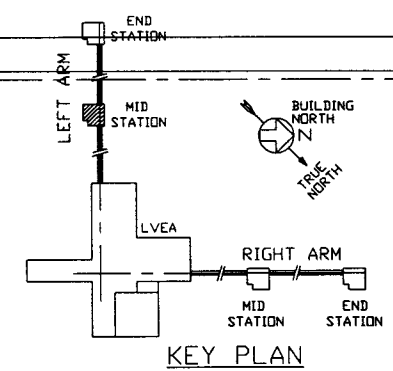 END
STATION
LEFT ARM
MID
STATION
BUILDING
NORTH
N
TRUE
NORTH
LVEA
RIGHT ARM
MID
STATION
END
STATION
KEY PLAN